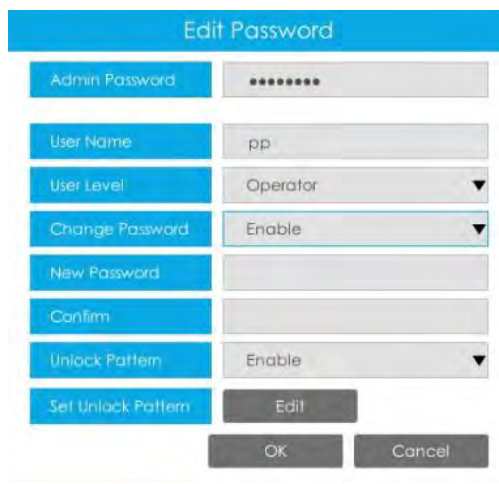 Edit Password
Admin Password ●●●●●●●●
User Name pp
User Level Operator
Change Password Enable
New Password
Confirm
Unlock Pattern Enable
Set Unlock Pattern Edit
OK Cancel